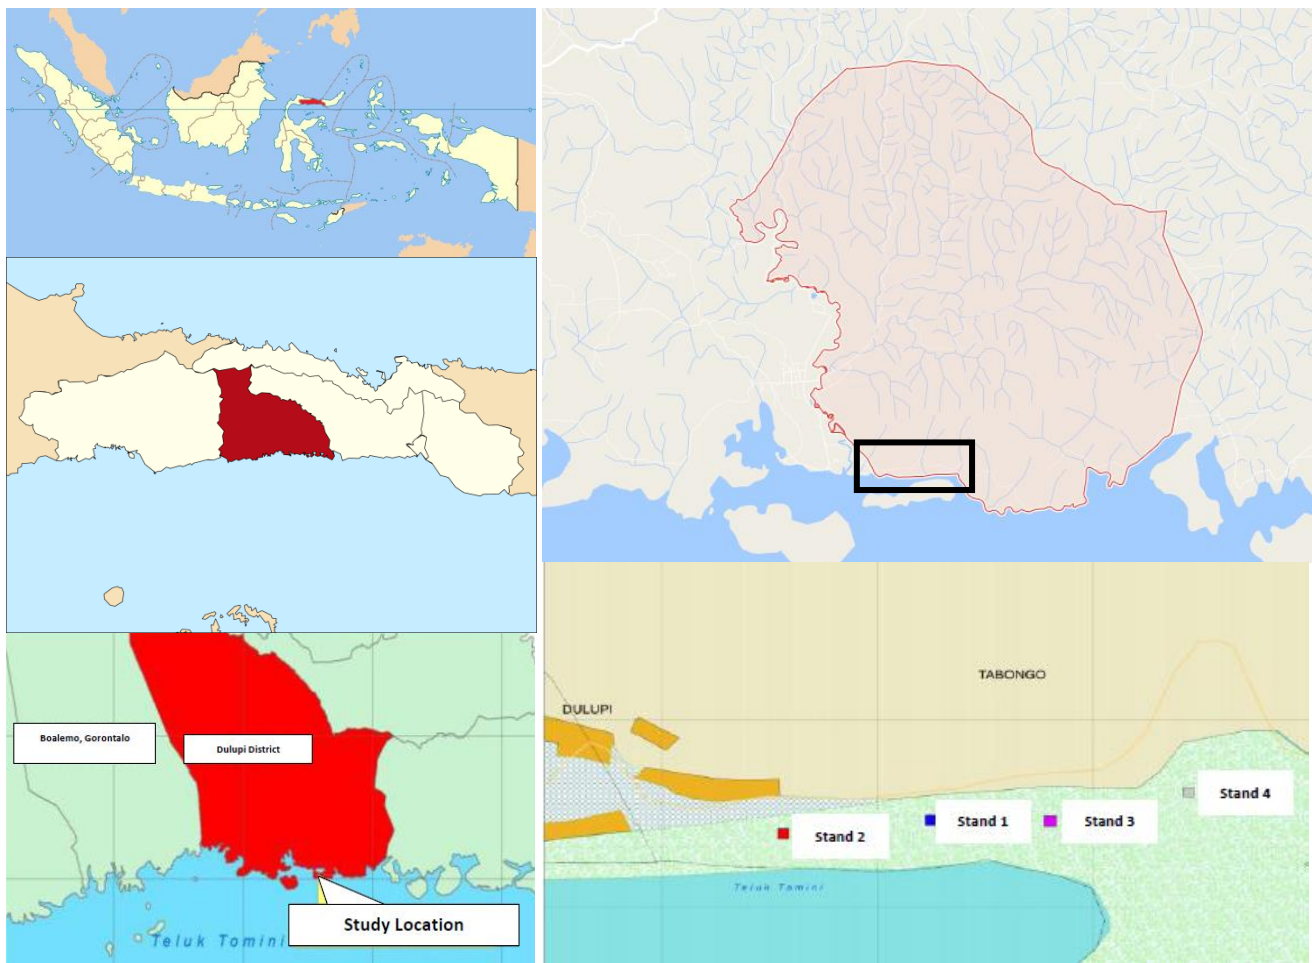 Boalemo, Gorontalo
Dulupi District
Study Location
Teluk Tomini
TABONGO
DULUPI
Stand 4
Stand 1
Stand 3
Stand 2
Teluk Tomini